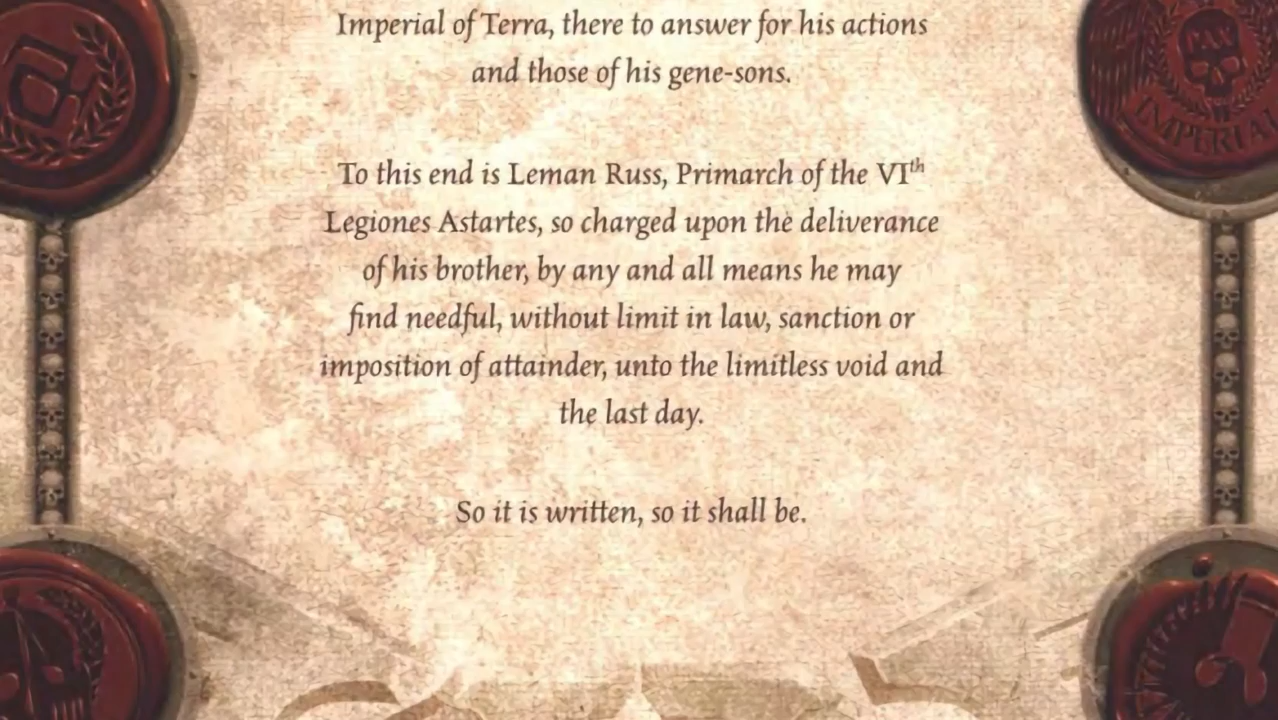 Imperial of Terra, there to answer for his actions
and those of his gene-sons.
To this end is Leman Russ, Primarch of the VIth
Legiones Astartes, so charged upon the deliverance
of his brother, by any and all means he may
find needful, without limit in law, sanction or
imposition of attainder, unto the limitless void and
the last day.
So it is written, so it shall be.
PAX
IMPERIAL